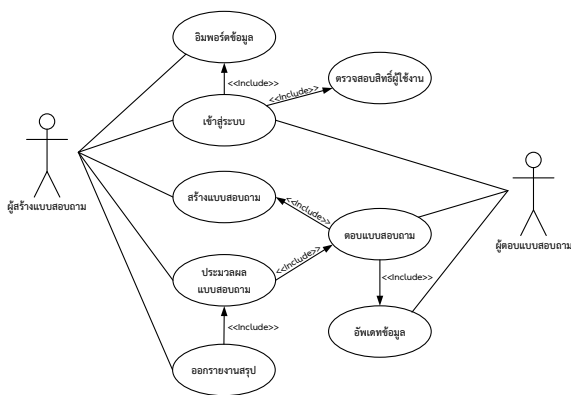 อิมพอร์ตข้อมูล
<<Include>>
<<Include>>
ตรวจสอบสิทธิ์ผู้ใช้งาน
เข้าสู่ระบบ
ผู้สร้างแบบสอบถาม
สร้างแบบสอบถาม
<<Include>>
ตอบแบบสอบถาม
ผู้ตอบแบบสอบถาม
ประมวลผล
แบบสอบถาม
<<Include>>
<<Include>>
<<Include>>
อัพเดทข้อมูล
ออกรายงานสรุป